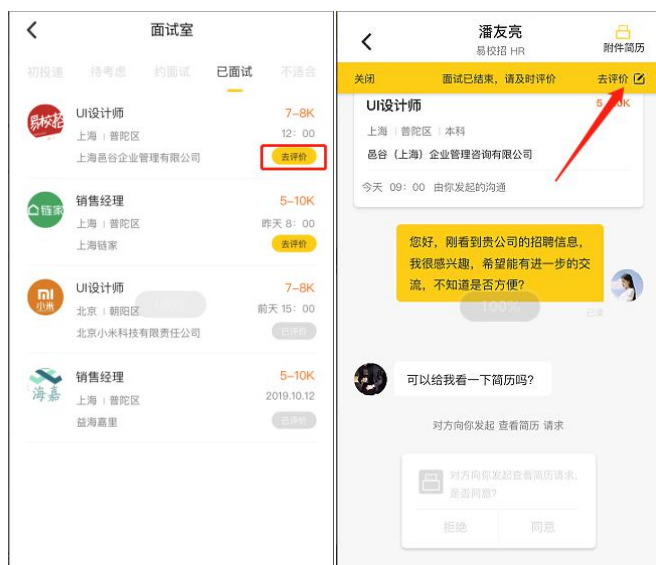 面试室
初投递 待考虑 约面试 已面试 不适合
易校招
UI设计师 7-8K
上海 | 普陀区 12：00
上海邑谷企业管理有限公司 去评价
链家
销售经理 5-10K
上海 | 普陀区 昨天 8：00
上海链家 去评价
小米
UI设计师 7-8K
北京 | 朝阳区 前天 15：00
北京小米科技有限责任公司 已评价
海嘉
销售经理 5-10K
上海 | 普陀区 2019.10.12
益海嘉里 已评价
潘友亮
易校招 HR
附件简历
关闭 面试已结束，请及时评价 去评价
UI设计师
上海 | 普陀区 | 本科
邑谷（上海）企业管理咨询有限公司
今天 09：00 由你发起的沟通
您好，刚看到贵公司的招聘信息，
我很感兴趣，希望能有进一步的交
流，不知道是否方便？
100%
已读
可以给我看一下简历吗？
对方向你发起 查看简历 请求
对方向你发起查看简历请求，
是否同意？
拒绝 同意